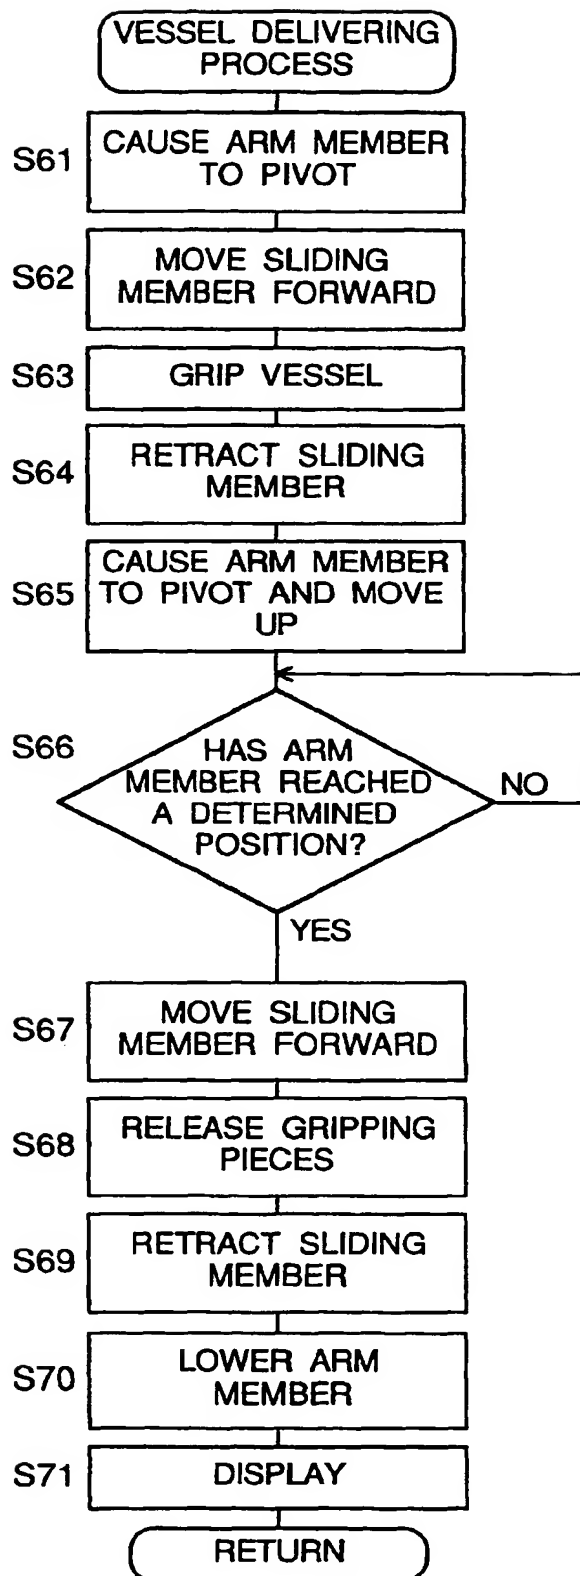 VESSEL DELIVERING
PROCESS
S61
CAUSE ARM MEMBER
TO PIVOT
S62
MOVE SLIDING
MEMBER FORWARD
S63
GRIP VESSEL
S64
RETRACT SLIDING
MEMBER
S65
CAUSE ARM MEMBER
TO PIVOT AND MOVE
UP
S66
HAS ARM
MEMBER REACHED
A DETERMINED
POSITION?
NO
YES
S67
MOVE SLIDING
MEMBER FORWARD
S68
RELEASE GRIPPING
PIECES
S69
RETRACT SLIDING
MEMBER
S70
LOWER ARM
MEMBER
S71
DISPLAY
RETURN